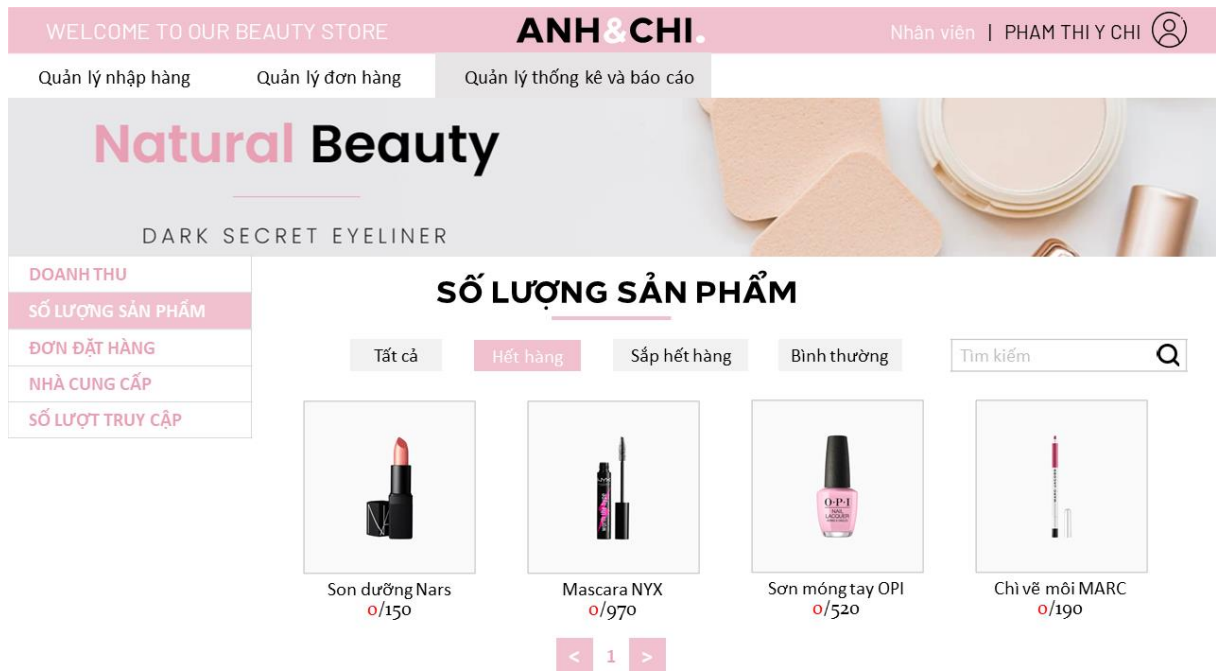 WELCOME TO OUR BEAUTY STORE
ANH&CHI.
Nhân viên | PHAM THI Y CHI
Quản lý nhập hàng
Quản lý đơn hàng
Quản lý thống kê và báo cáo
Natural Beauty
DARK SECRET EYELINER
DOANH THU
SỐ LƯỢNG SẢN PHẨM
ĐƠN ĐẶT HÀNG
NHÀ CUNG CẤP
SỐ LƯỢT TRUY CẬP
SỐ LƯỢNG SẢN PHẨM
Tất cả
Hết hàng
Sắp hết hàng
Bình thường
Tìm kiếm
NYX
O·P·I
NAIL
LACQUER
Son dưỡng Nars
0/150
Mascara NYX
0/970
Sơn móng tay OPI
0/520
Chì vẽ môi MARC
0/190
< 1 >